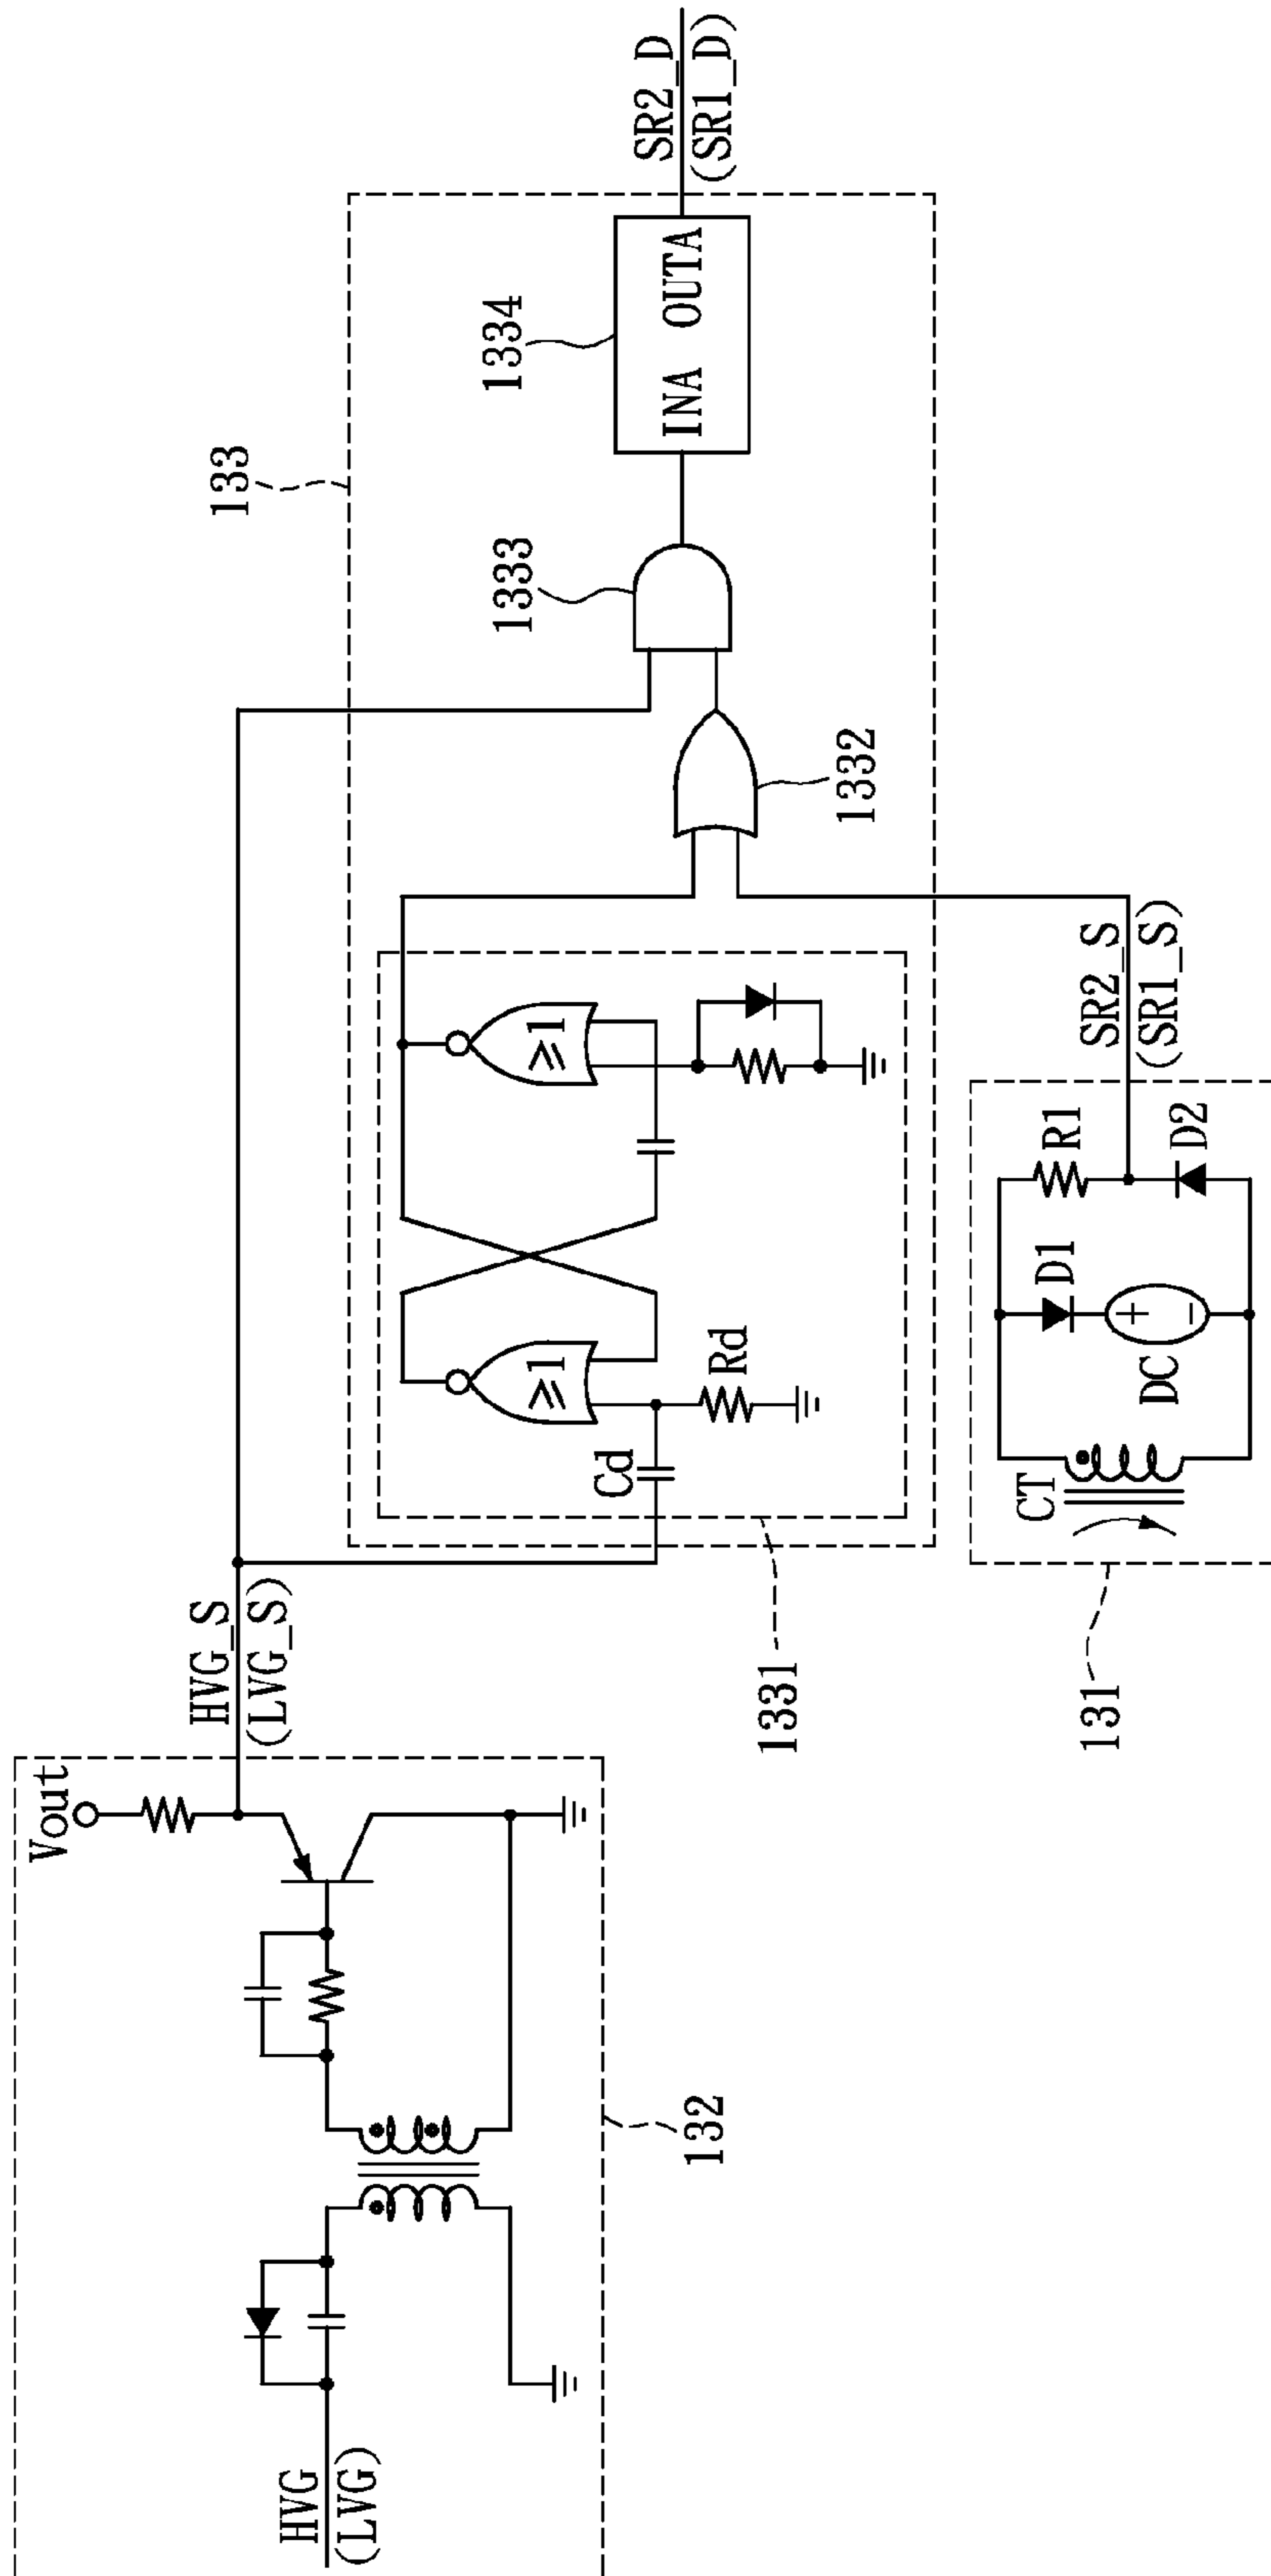 HVG
(LVG)
132
Vout
HVG_S
(LVG_S)
133
1331
Cd
Rd
≥1
≥1
1332
1333
1334
INA OUTA
SR2_D
(SR1_D)
131
CT
DC
+
−
D1
R1
D2
SR2_S
(SR1_S)